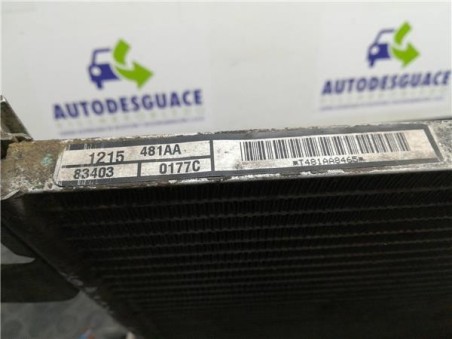 AUTODESGUACE
AUTODESGUACE
1215 481AA
83403 0177C
*T481AA8465*